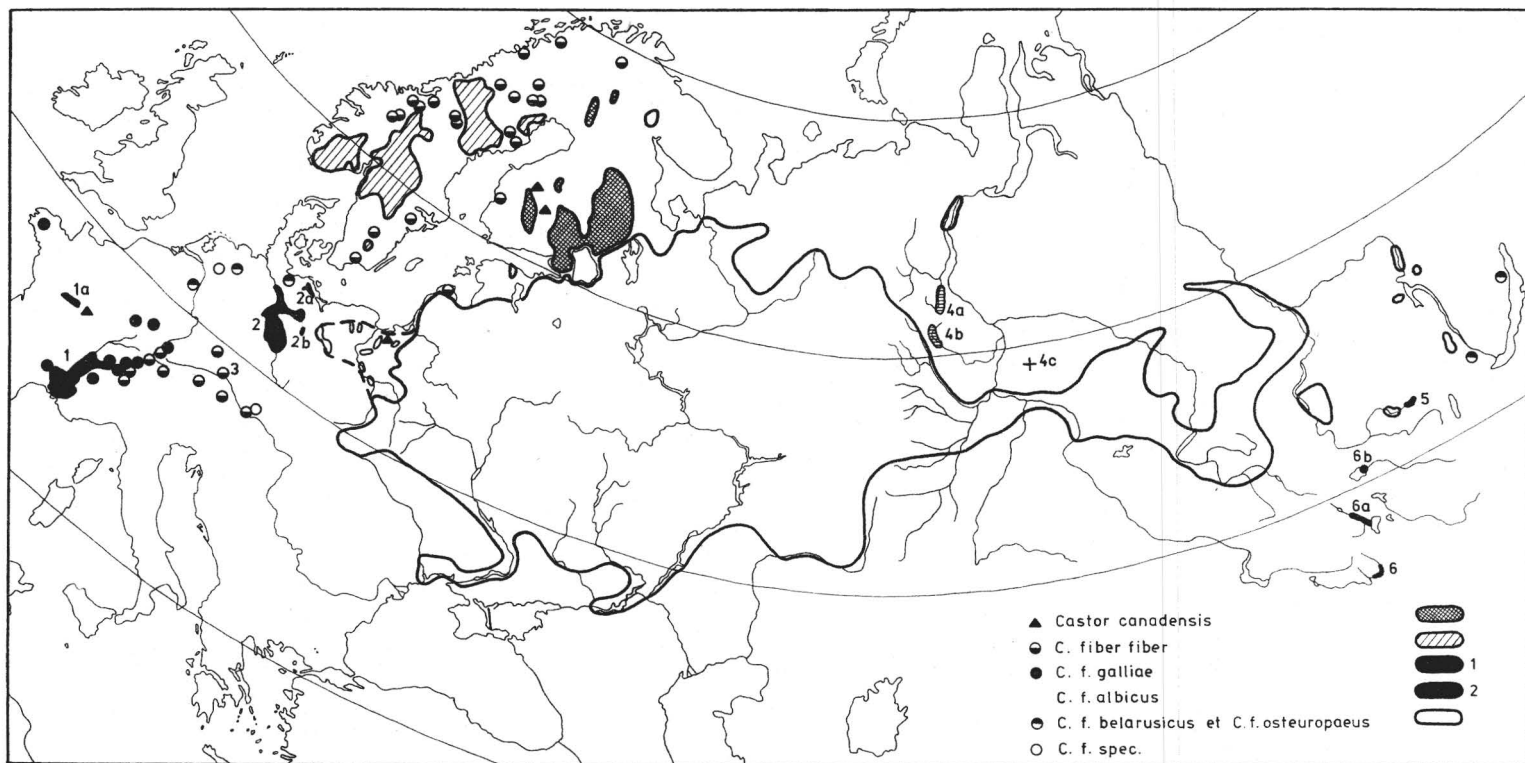 1a
1
2
2a
2b
3
4a
4b
4c
5
6b
6a
6
Castor canadensis
C. fiber fiber
C. f. galliae
C. f. albicus
C. f. belarusicus et C.f. osteuropaeus
C. f. spec.
1
2